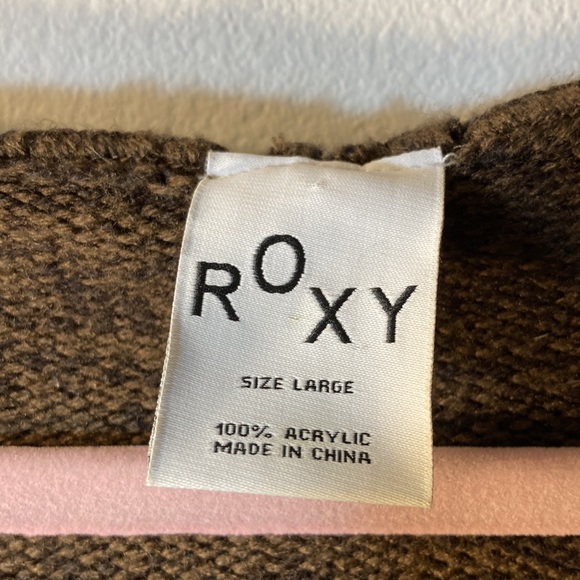 ROXY
SIZE LARGE
100% ACRYLIC
MADE IN CHINA